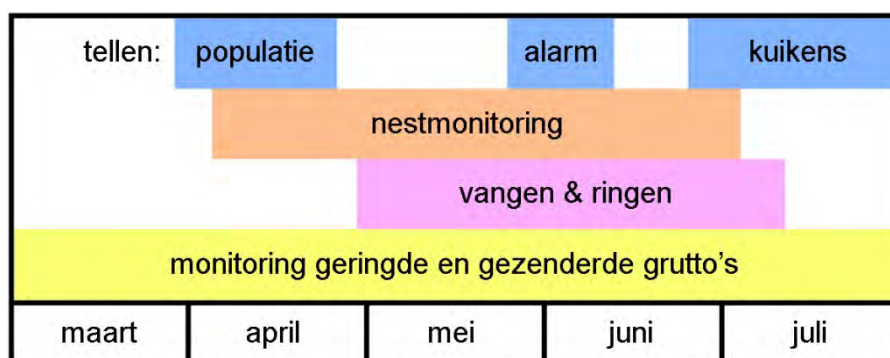 tellen: populatie alarm kuikens
nestmonitoring
vangen & ringen
monitoring geringde en gezenderde grutto's
maart april mei juni juli